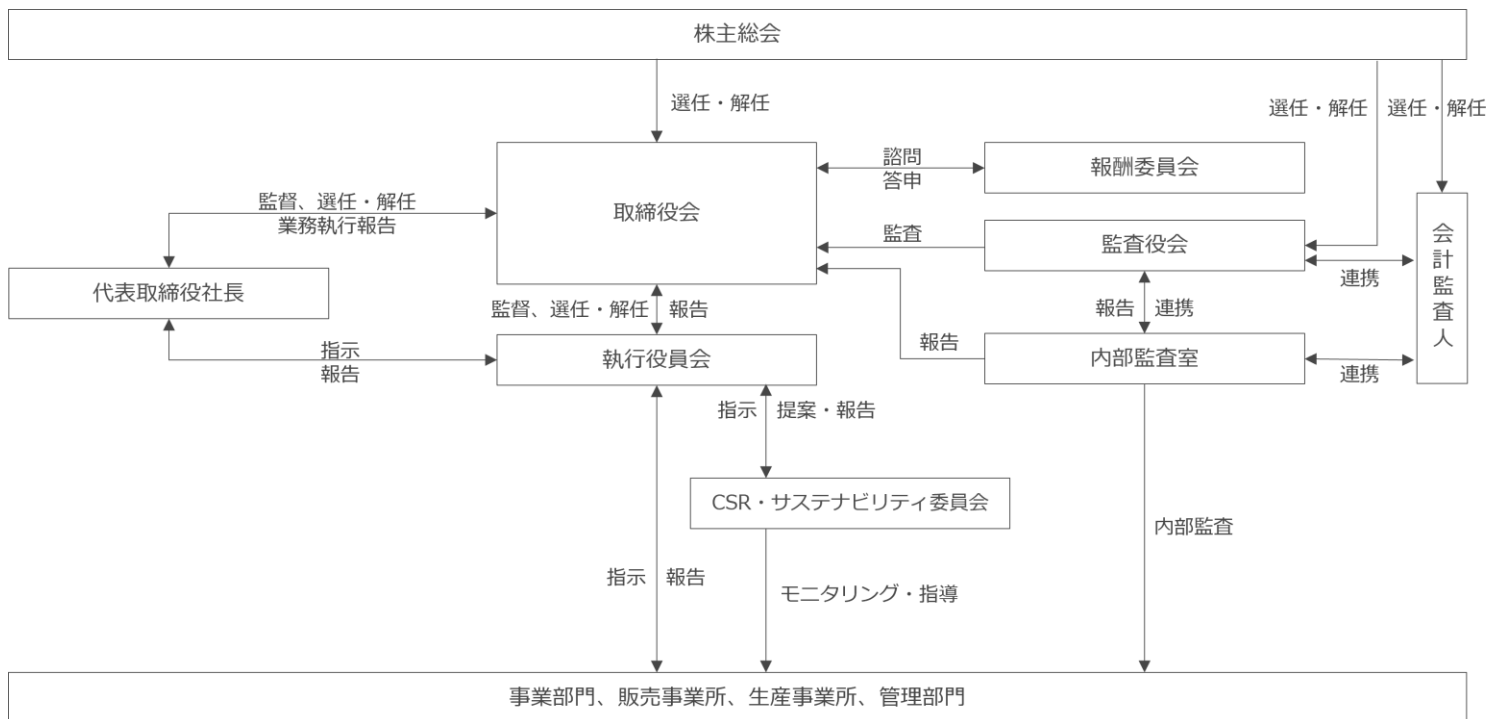 株主総会
選任・解任
選任・解任
選任・解任
取締役会
諮問
答申
報酬委員会
監督、選任・解任
業務執行報告
監査
監査役会
会計監査人
連携
代表取締役社長
監督、選任・解任
報告
報告
連携
指示
報告
執行役員会
報告
内部監査室
連携
指示
提案・報告
CSR・サステナビリティ委員会
内部監査
指示
報告
モニタリング・指導
事業部門、販売事業所、生産事業所、管理部門